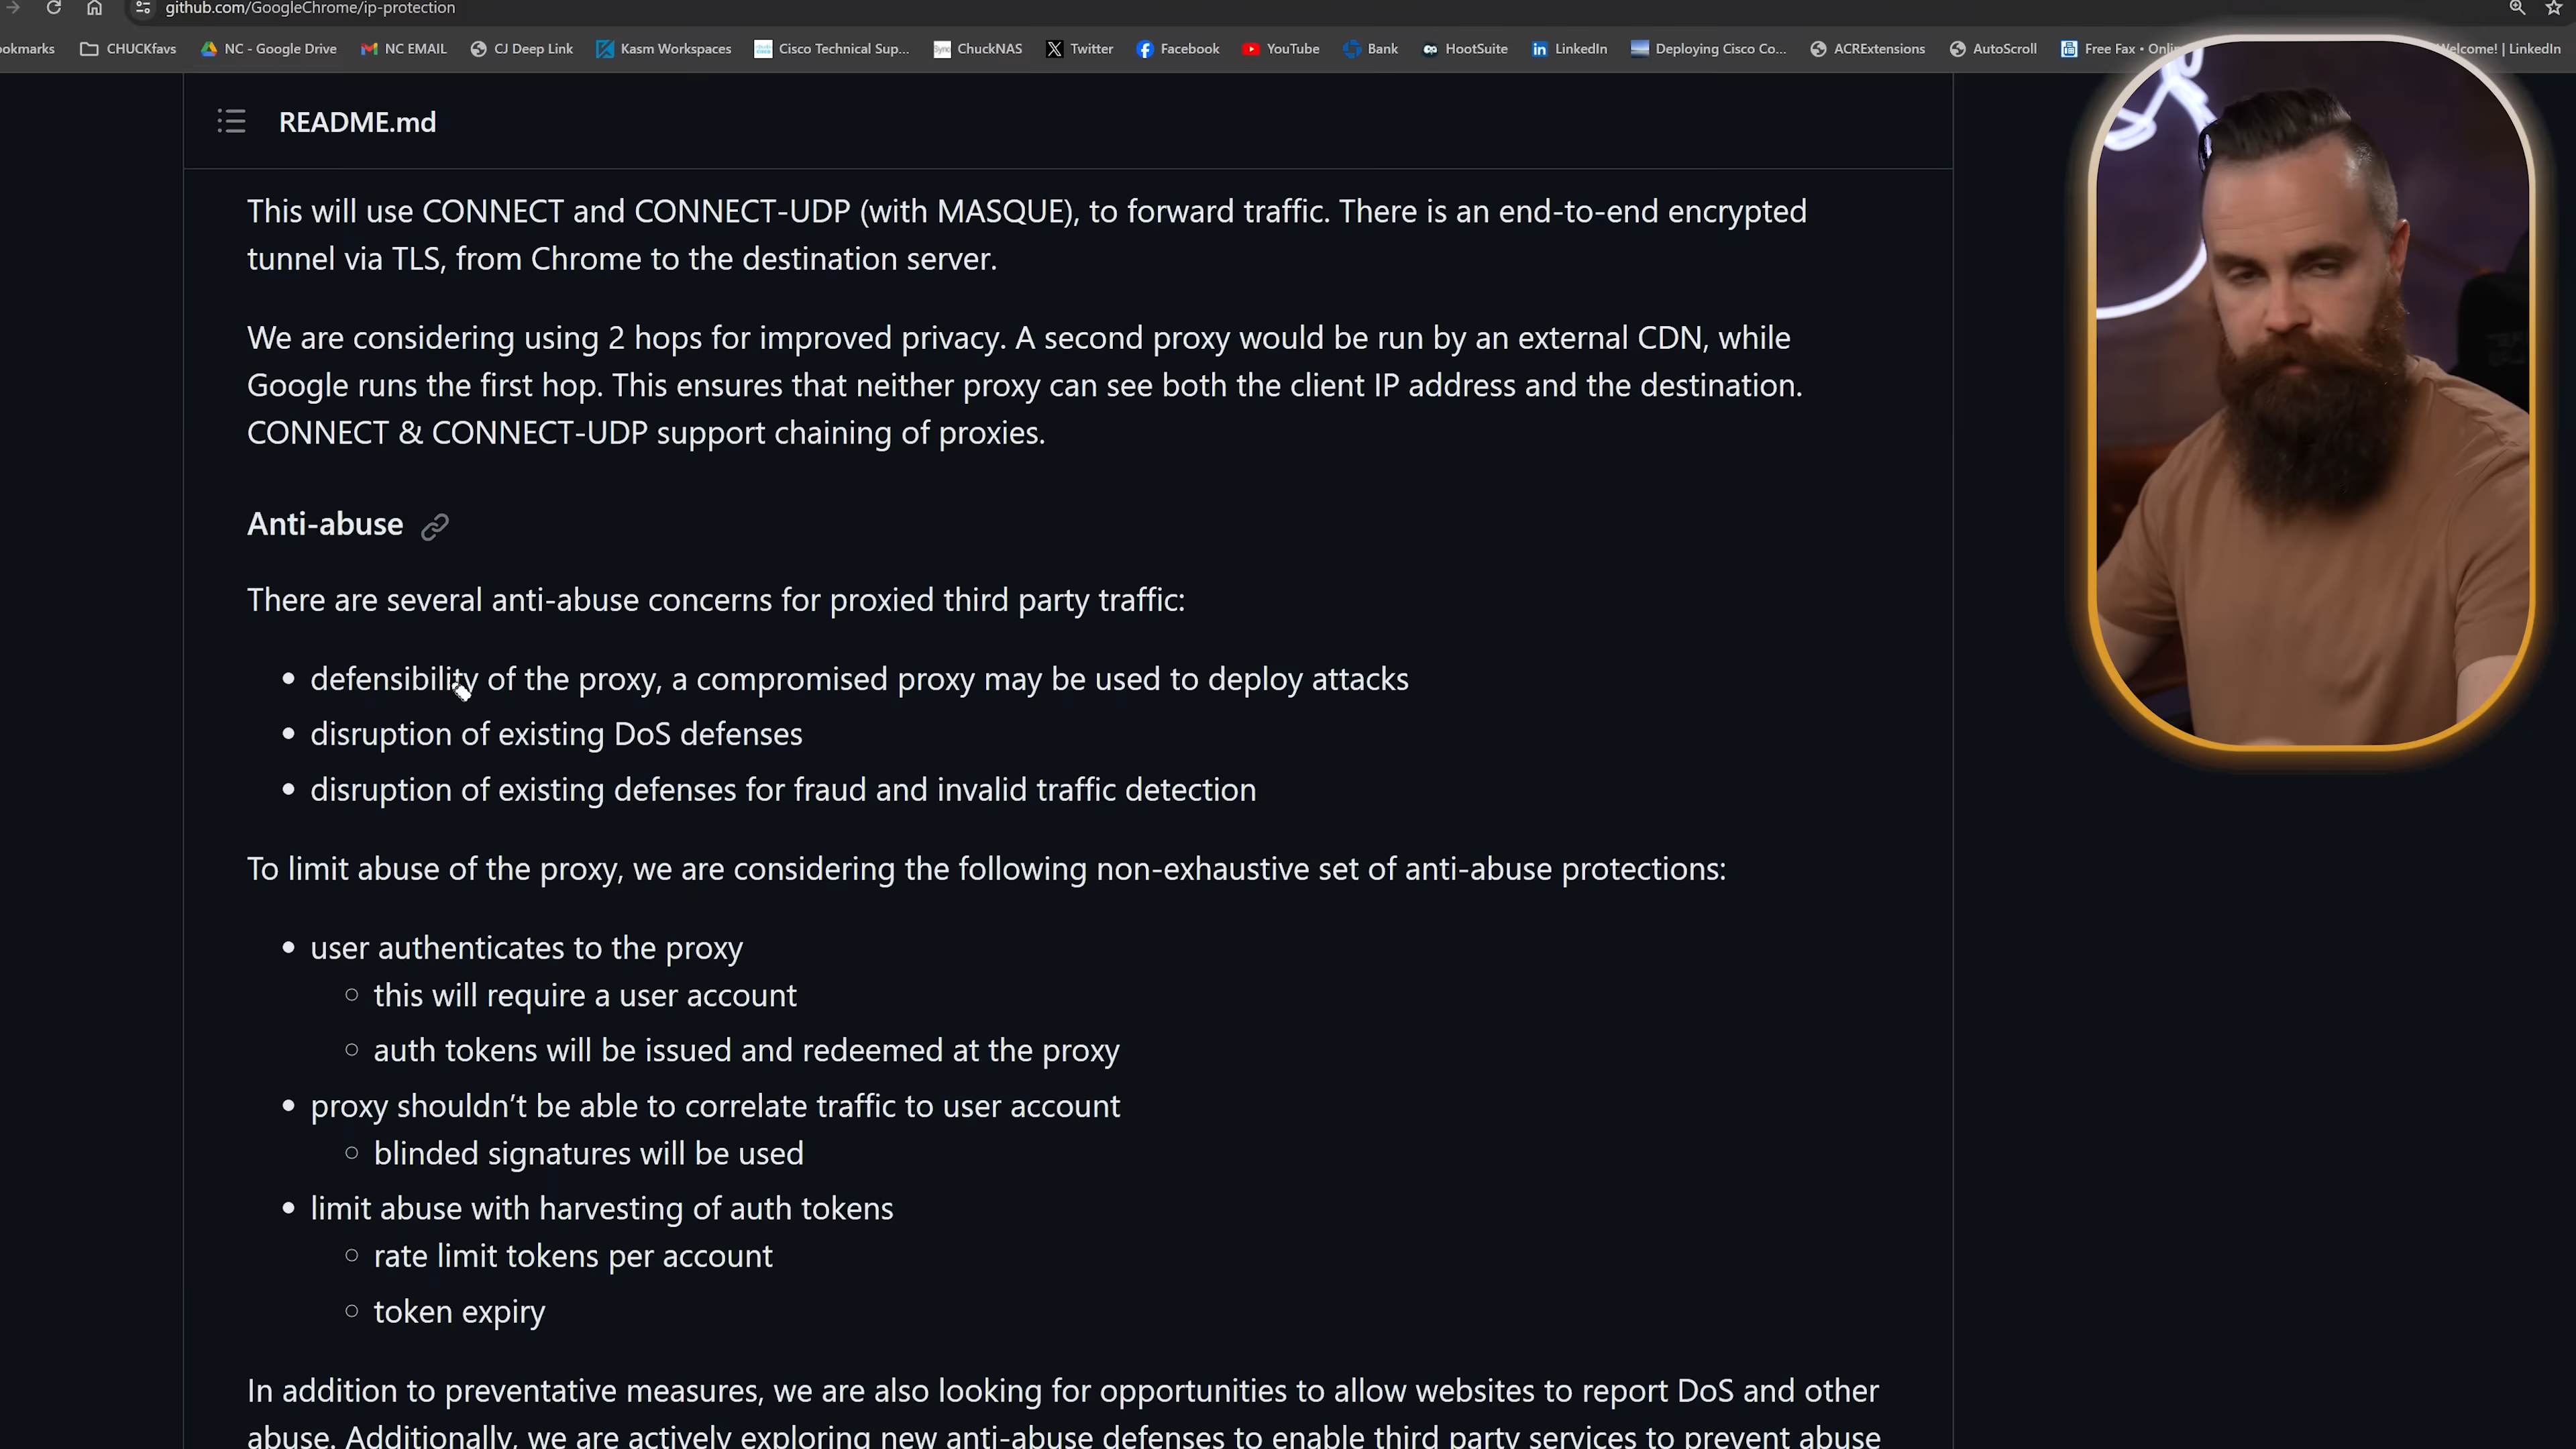 github.com/GoogleChrome/ip-protection
ookmarks CHUCKfavs NC - Google Drive NC EMAIL CJ Deep Link Kasm Workspaces Cisco Technical Sup... ChuckNAS Twitter Facebook YouTube Bank HootSuite LinkedIn Deploying Cisco Co... ACRExtensions AutoScroll Free Fax • Onlin Welcome! | LinkedIn
README.md
This will use CONNECT and CONNECT-UDP (with MASQUE), to forward traffic. There is an end-to-end encrypted
tunnel via TLS, from Chrome to the destination server.
We are considering using 2 hops for improved privacy. A second proxy would be run by an external CDN, while
Google runs the first hop. This ensures that neither proxy can see both the client IP address and the destination.
CONNECT & CONNECT-UDP support chaining of proxies.
Anti-abuse
There are several anti-abuse concerns for proxied third party traffic:
• defensibility of the proxy, a compromised proxy may be used to deploy attacks
• disruption of existing DoS defenses
• disruption of existing defenses for fraud and invalid traffic detection
To limit abuse of the proxy, we are considering the following non-exhaustive set of anti-abuse protections:
• user authenticates to the proxy
○ this will require a user account
○ auth tokens will be issued and redeemed at the proxy
• proxy shouldn’t be able to correlate traffic to user account
○ blinded signatures will be used
• limit abuse with harvesting of auth tokens
○ rate limit tokens per account
○ token expiry
In addition to preventative measures, we are also looking for opportunities to allow websites to report DoS and other
abuse. Additionally, we are actively exploring new anti-abuse defenses to enable third party services to prevent abuse